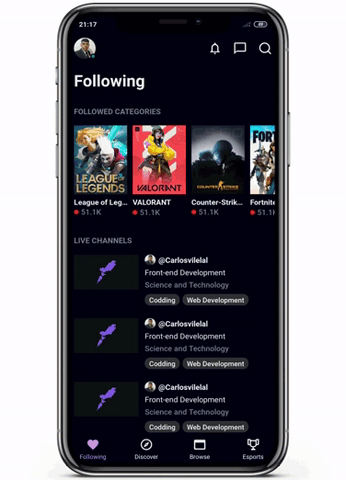 21:17
49
Following
FOLLOWED CATEGORIES
LEAGUE of
LEGENDS
VALORANT
COUNTER STRIKE
FOR
League of Leg...
VALORANT
Counter-Strik...
Fortnite
51.1K
51.1K
51.1K
51.1K
LIVE CHANNELS
@Carlosvilelal
Front-end Development
Science and Technology
Codding
Web Development
@Carlosvilelal
Front-end Development
Science and Technology
Codding
Web Development
@Carlosvilelal
Front-end Development
Science and Technology
Codding
Web Development
Following
Discover
Browse
Esports